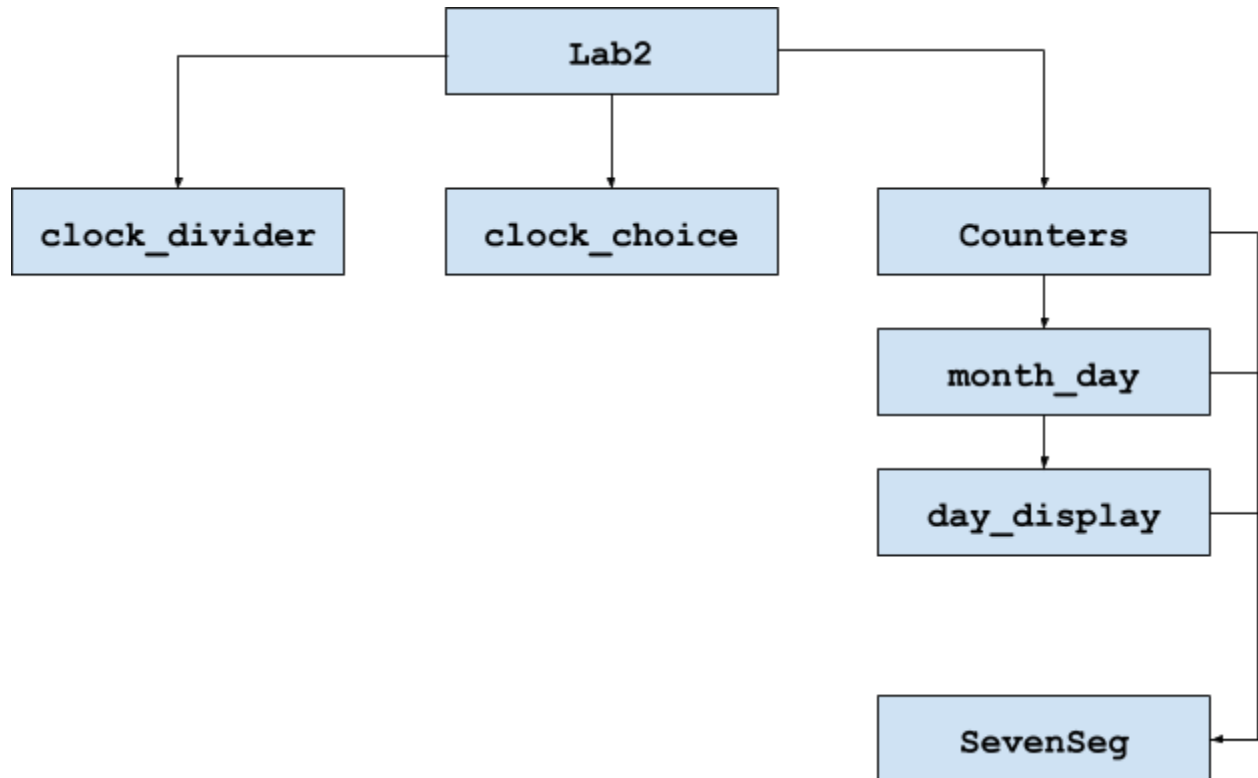 Lab2
clock_divider
clock_choice
Counters
month_day
day_display
SevenSeg